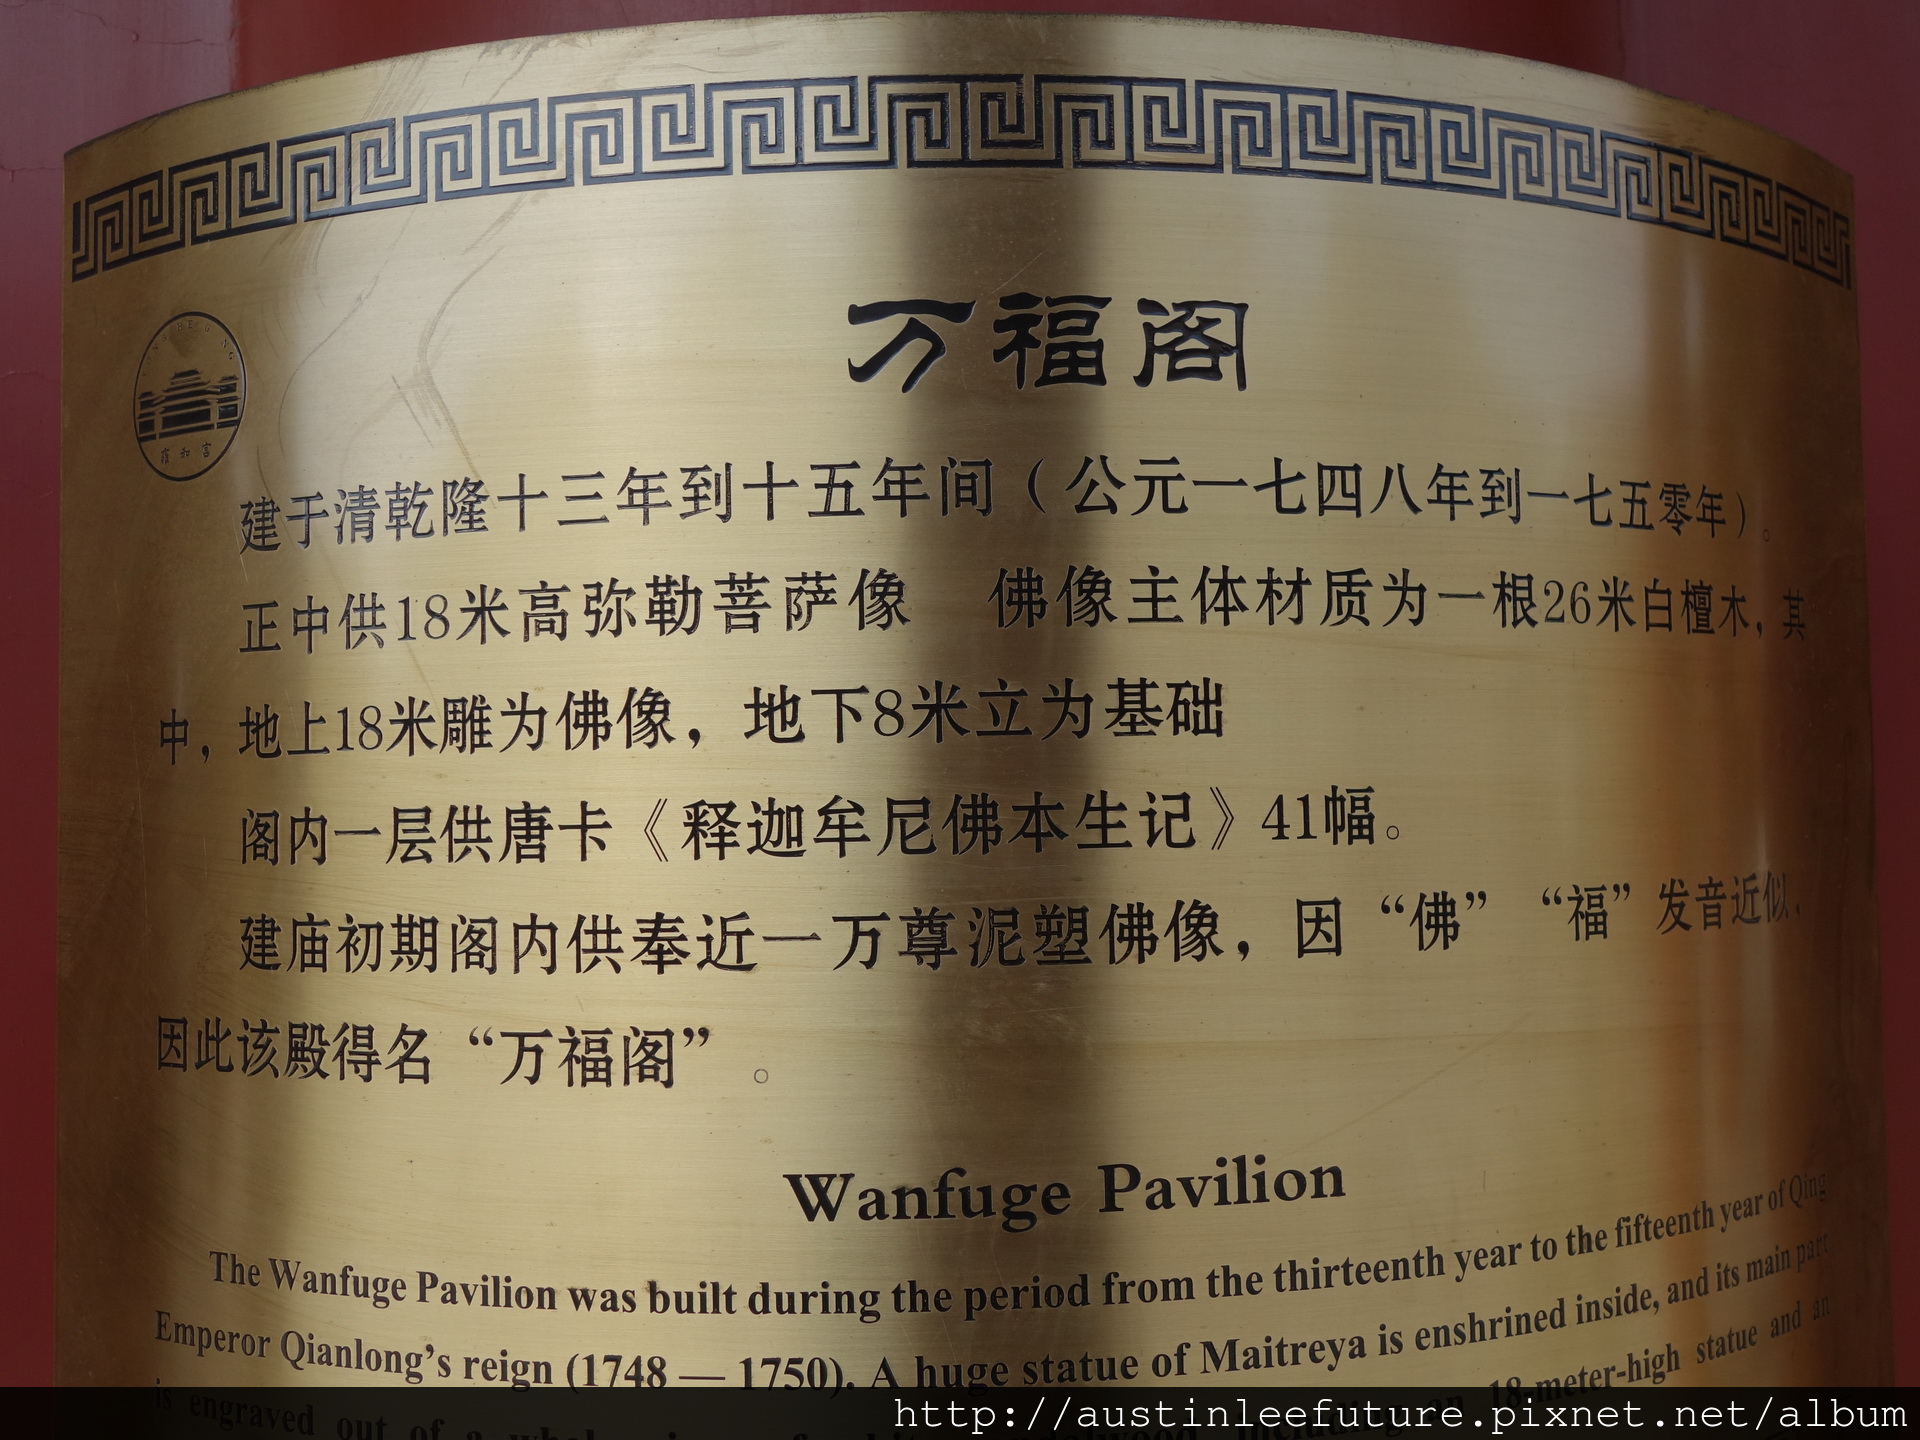 万福阁
雍和宫
建于清乾隆十三年到十五年间（公元一七四八年到一七五零年）。
正中供18米高弥勒菩萨像 佛像主体材质为一根26米白檀木，其
中，地上18米雕为佛像，地下8米立为基础
阁内一层供唐卡《释迦牟尼佛本生记》41幅。
建庙初期阁内供奉近一万尊泥塑佛像，因“佛”“福”发音近似，
因此该殿得名“万福阁”。
Wanfuge Pavilion
The Wanfuge Pavilion was built during the period from the thirteenth year to the fifteenth year of Qing
Emperor Qianlong’s reign (1748 — 1750). A huge statue of Maitreya is enshrined inside, and its main part
is engraved out of a 18-meter-high statue and an
http://austinleefuture.pixnet.net/album